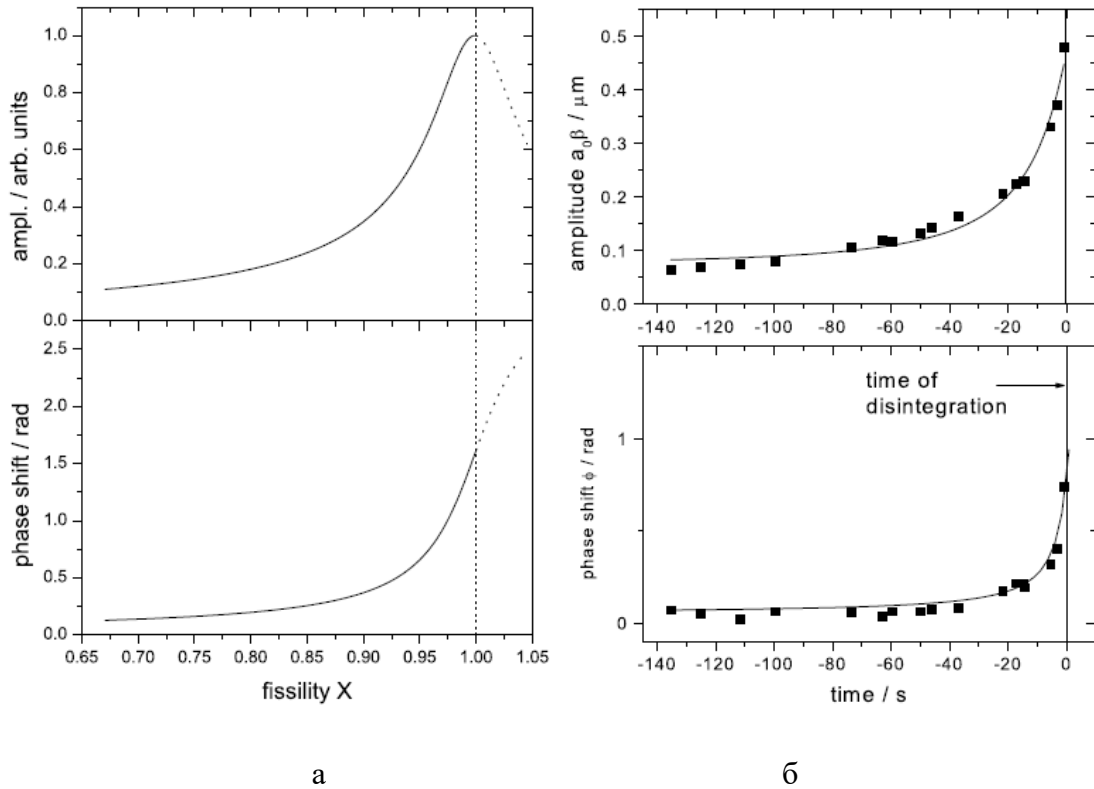 1.0
0.8
0.6
0.4
0.2
0.0
ampl. / arb. units
2.5
2.0
1.5
1.0
0.5
0.0
phase shift / rad
0.65 0.70 0.75 0.80 0.85 0.90 0.95 1.00 1.05
fissility X
а
0.5
0.4
0.3
0.2
0.1
0.0
amplitude a₀β / μm
-140 -120 -100 -80 -60 -40 -20 0
time of
disintegration
1
0
phase shift ϕ / rad
-140 -120 -100 -80 -60 -40 -20 0
time / s
б